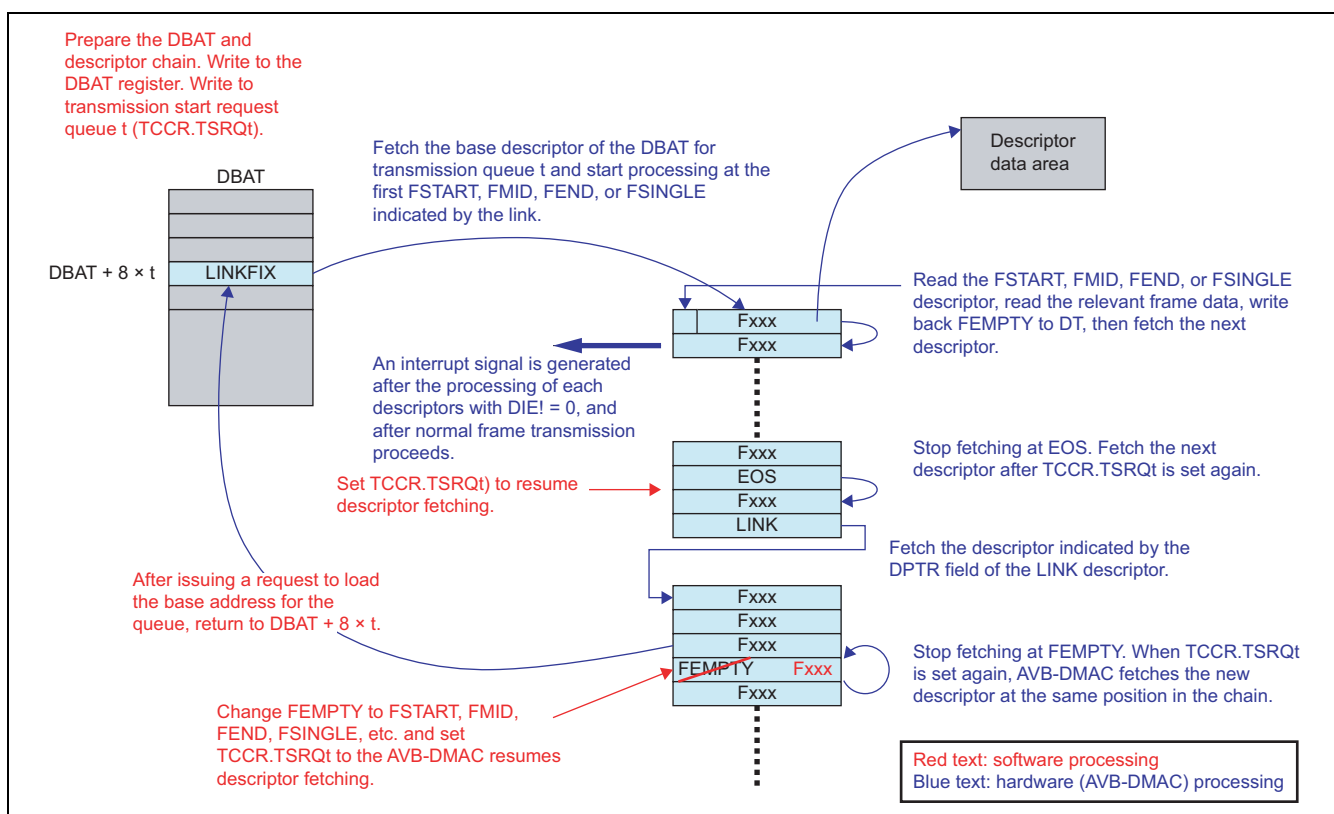 Prepare the DBAT and
descriptor chain. Write to the
DBAT register. Write to
transmission start request
queue t (TCCR.TSRQt).
Fetch the base descriptor of the DBAT for
transmission queue t and start processing at the
first FSTART, FMID, FEND, or FSINGLE
indicated by the link.
Descriptor
data area
DBAT
DBAT + 8 × t
LINKFIX
Read the FSTART, FMID, FEND, or FSINGLE
descriptor, read the relevant frame data, write
back FEMPTY to DT, then fetch the next
descriptor.
Fxxx
Fxxx
An interrupt signal is generated
after the processing of each
descriptors with DIE! = 0, and
after normal frame transmission
proceeds.
Stop fetching at EOS. Fetch the next
descriptor after TCCR.TSRQt is set again.
Fxxx
EOS
Fxxx
LINK
Set TCCR.TSRQt) to resume
descriptor fetching.
Fetch the descriptor indicated by the
DPTR field of the LINK descriptor.
After issuing a request to load
the base address for the
queue, return to DBAT + 8 × t.
Fxxx
Fxxx
Fxxx
FEMPTY Fxxx
Fxxx
Stop fetching at FEMPTY. When TCCR.TSRQt
is set again, AVB-DMAC fetches the new
descriptor at the same position in the chain.
Change FEMPTY to FSTART, FMID,
FEND, FSINGLE, etc. and set
TCCR.TSRQt to the AVB-DMAC resumes
descriptor fetching.
Red text: software processing
Blue text: hardware (AVB-DMAC) processing